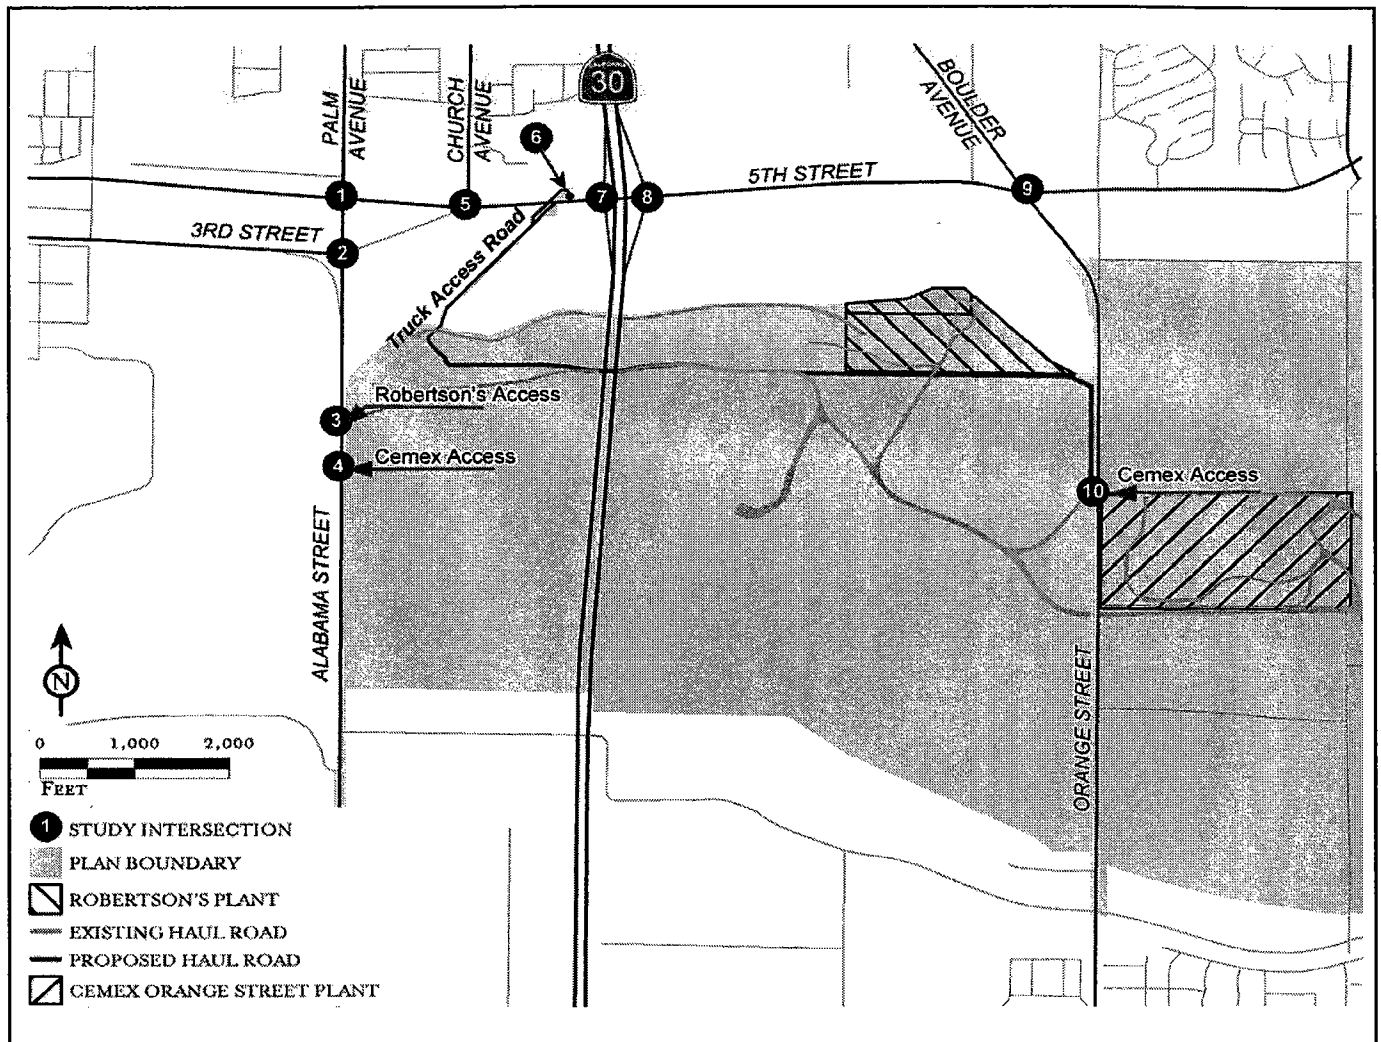 CALIFORNIA
30
PALM
AVENUE
CHURCH
AVENUE
BOULDER
AVENUE
6
5TH STREET
1
5
7
8
9
3RD STREET
2
Truck Access Road
Robertson's Access
3
Cemex Access
4
Cemex Access
10
ALABAMA STREET
ORANGE STREET
N
0 1,000 2,000
FEET
1 STUDY INTERSECTION
PLAN BOUNDARY
ROBERTSON'S PLANT
EXISTING HAUL ROAD
PROPOSED HAUL ROAD
CEMEX ORANGE STREET PLANT